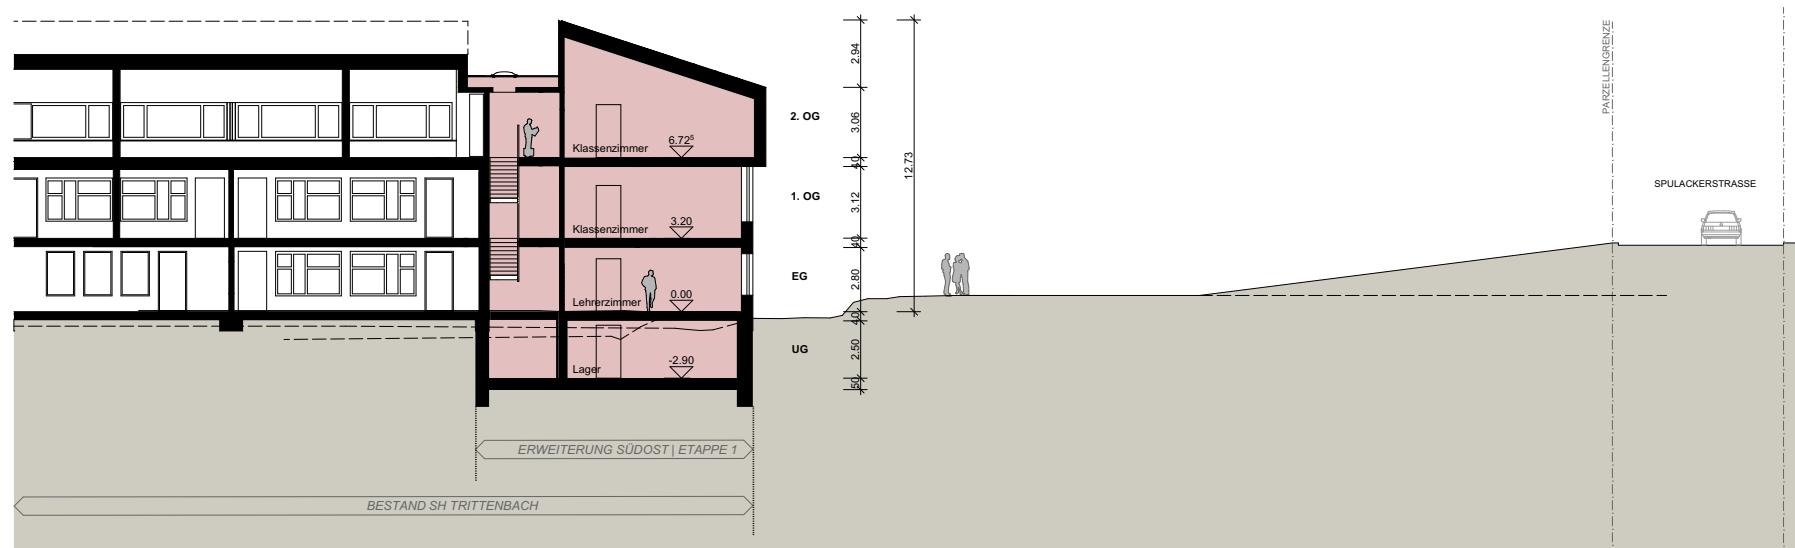 PARZELLENGRENZE
2.94
2. OG
3.06
Klassenzimmer 6.72⁵
40
12.73
SPULACKERSTRASSE
1. OG
3.12
Klassenzimmer 3.20
40
EG
2.80
Lehrerzimmer 0.00
40
UG
2.50
Lager -2.90
50
ERWEITERUNG SÜDOST | ETAPPE 1
BESTAND SH TRITTENBACH